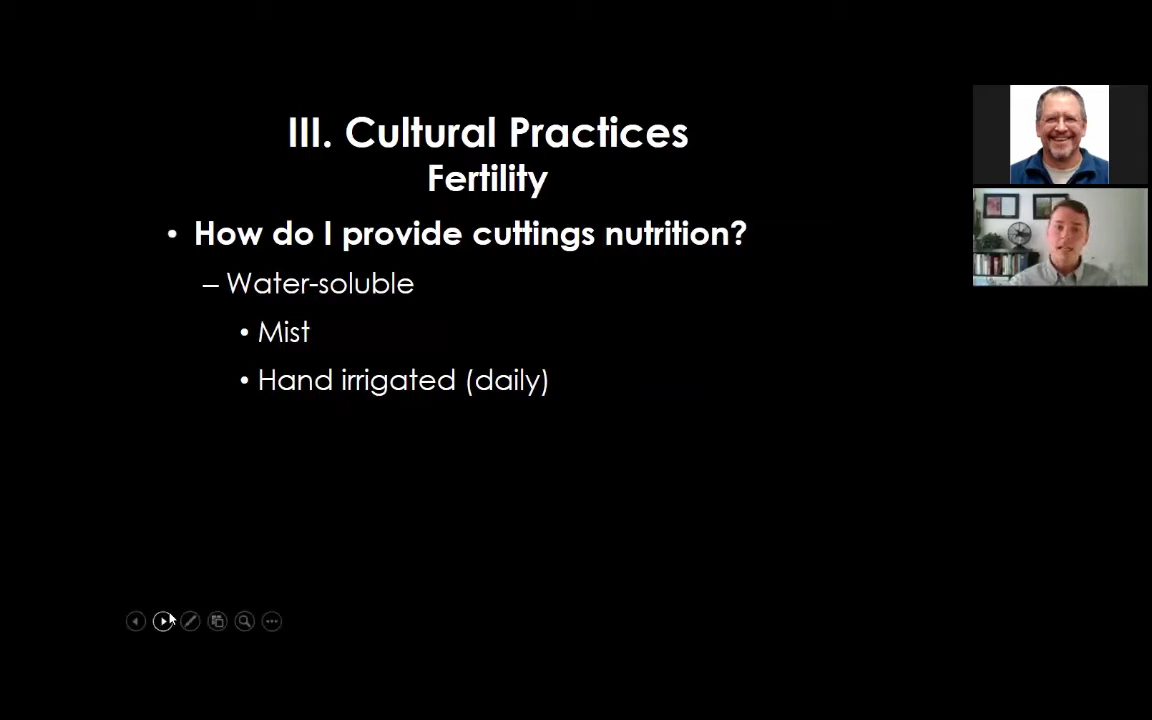 III. Cultural Practices
Fertility
• How do I provide cuttings nutrition?
– Water-soluble
• Mist
• Hand irrigated (daily)